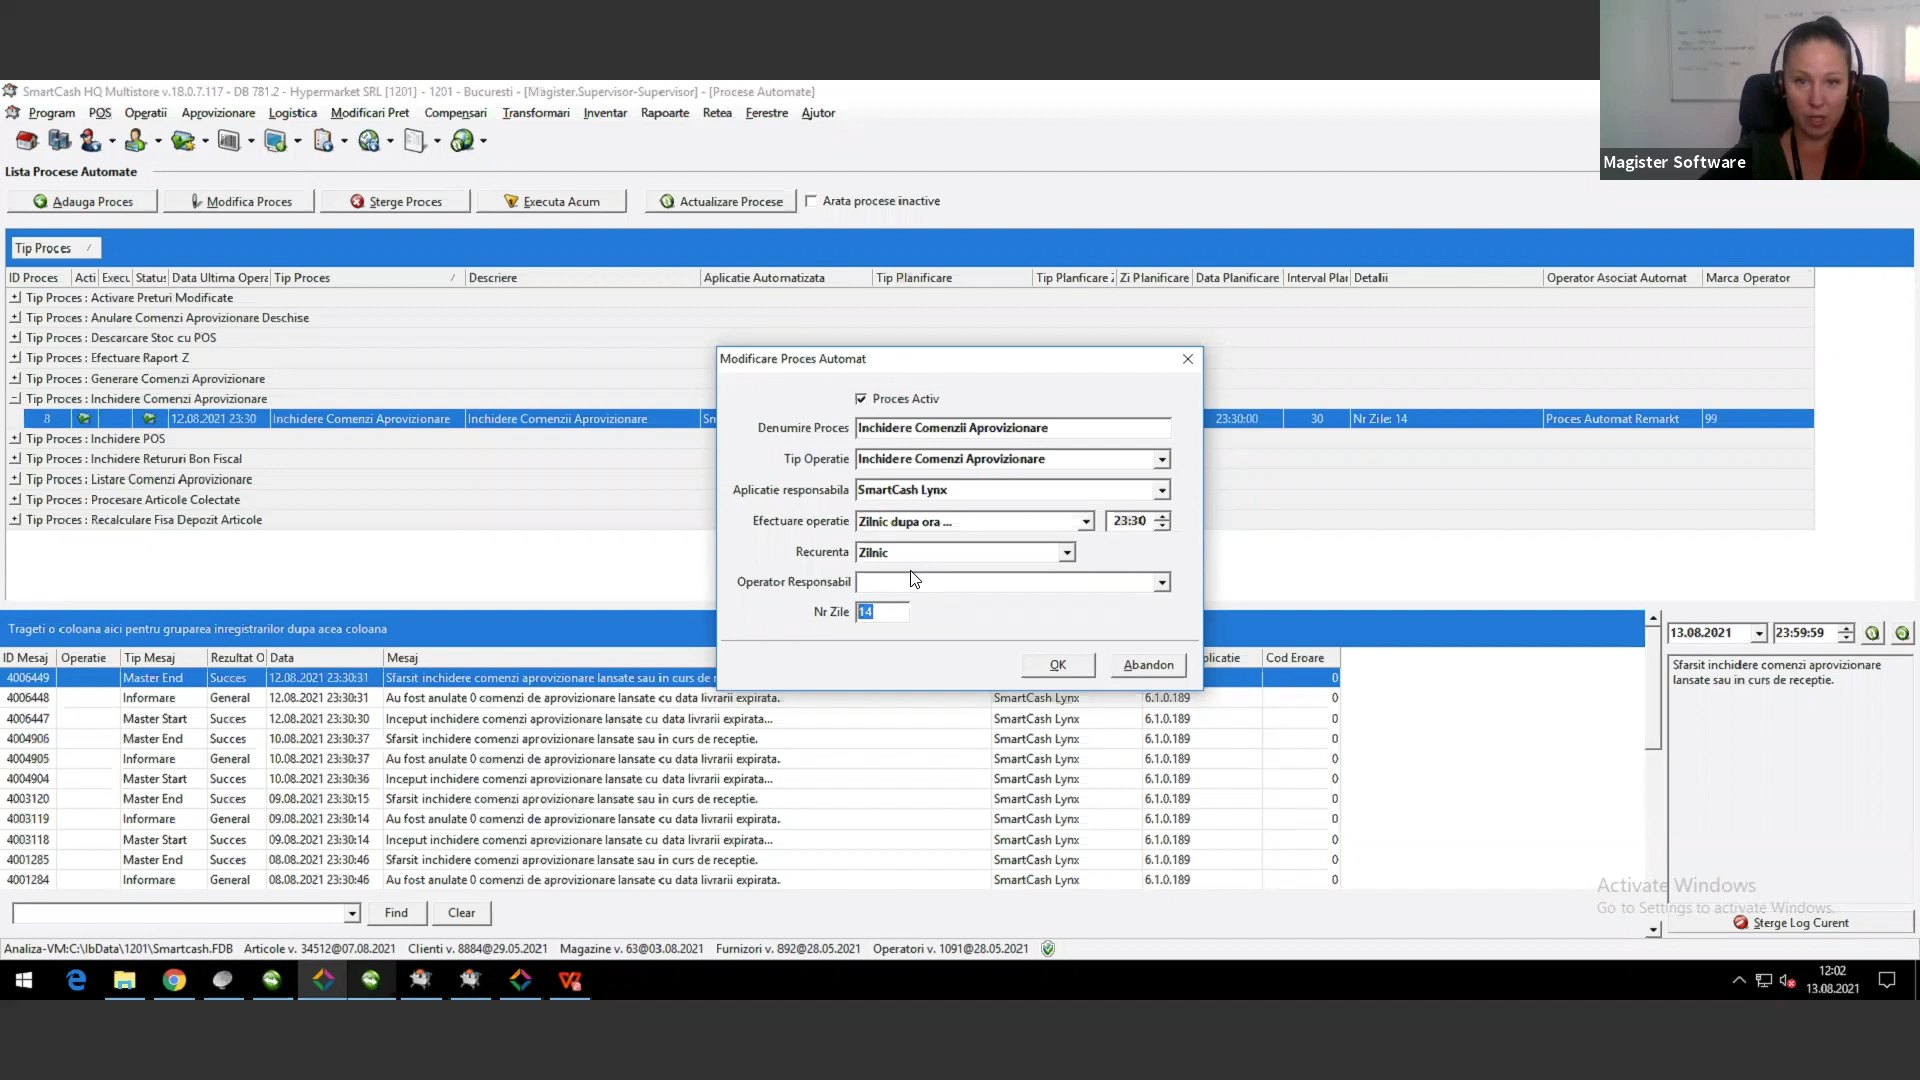 SmartCash HQ Multistore v.18.0.7.117 - DB 781.2 - Hypermarket SRL [1201] - 1201 - Bucuresti - [Magister.Supervisor-Supervisor] - [Procese Automate]
Program POS Operatii Aprovizionare Logistica Modificari Pret Compensari Transformari Inventar Rapoarte Retea Ferestre Ajutor
Magister Software
Lista Procese Automate
Adauga Proces Modifica Proces Sterge Proces Executa Acum Actualizare Procese Arata procese inactive
Tip Proces
ID Proces Acti Execu Status Data Ultima Opera Tip Proces Descriere Aplicatie Automatizata Tip Planificare Tip Planficare Z Zi Planificare Data Planificare Interval Plan Detalii Operator Asociat Automat Marca Operator
Tip Proces : Activare Preturi Modificate
Tip Proces : Anulare Comenzi Aprovizionare Deschise
Tip Proces : Descarcare Stoc cu POS
Tip Proces : Efectuare Raport Z
Tip Proces : Generare Comenzi Aprovizionare
Tip Proces : Inchidere Comenzi Aprovizionare
8 12.08.2021 23:30 Inchidere Comenzi Aprovizionare Inchidere Comenzii Aprovizionare Sm 23:30:00 30 Nr Zile: 14 Proces Automat Remarkt 99
Tip Proces : Inchidere POS
Tip Proces : Inchidere Retururi Bon Fiscal
Tip Proces : Listare Comenzi Aprovizionare
Tip Proces : Procesare Articole Colectate
Tip Proces : Recalculare Fisa Depozit Articole
Modificare Proces Automat
Proces Activ
Denumire Proces Inchidere Comenzii Aprovizionare
Tip Operatie Inchidere Comenzi Aprovizionare
Aplicatie responsabila SmartCash Lynx
Efectuare operatie Zilnic dupa ora ... 23:30
Recurenta Zilnic
Operator Responsabil
Nr Zile 14
OK Abandon
Trageti o coloana aici pentru gruparea inregistrarilor dupa acea coloana
13.08.2021 23:59:59
ID Mesaj Operatie Tip Mesaj Rezultat O Data Mesaj plicatie Cod Eroare
4006449 Master End Succes 12.08.2021 23:30:31 Sfarsit inchidere comenzi aprovizionare lansate sau in curs de r 0
4006448 Informare General 12.08.2021 23:30:31 Au fost anulate 0 comenzi de aprovizionare lansate cu data livrarii expirata. SmartCash Lynx 6.1.0.189 0
4006447 Master Start Succes 12.08.2021 23:30:30 Inceput inchidere comenzi aprovizionare lansate cu data livrarii expirata... SmartCash Lynx 6.1.0.189 0
4004906 Master End Succes 10.08.2021 23:30:37 Sfarsit inchidere comenzi aprovizionare lansate sau in curs de receptie. SmartCash Lynx 6.1.0.189 0
4004905 Informare General 10.08.2021 23:30:37 Au fost anulate 0 comenzi de aprovizionare lansate cu data livrarii expirata. SmartCash Lynx 6.1.0.189 0
4004904 Master Start Succes 10.08.2021 23:30:36 Inceput inchidere comenzi aprovizionare lansate cu data livrarii expirata... SmartCash Lynx 6.1.0.189 0
4003120 Master End Succes 09.08.2021 23:30:15 Sfarsit inchidere comenzi aprovizionare lansate sau in curs de receptie. SmartCash Lynx 6.1.0.189 0
4003119 Informare General 09.08.2021 23:30:14 Au fost anulate 0 comenzi de aprovizionare lansate cu data livrarii expirata. SmartCash Lynx 6.1.0.189 0
4003118 Master Start Succes 09.08.2021 23:30:14 Inceput inchidere comenzi aprovizionare lansate cu data livrarii expirata... SmartCash Lynx 6.1.0.189 0
4001285 Master End Succes 08.08.2021 23:30:46 Sfarsit inchidere comenzi aprovizionare lansate sau in curs de receptie. SmartCash Lynx 6.1.0.189 0
4001284 Informare General 08.08.2021 23:30:46 Au fost anulate 0 comenzi de aprovizionare lansate cu data livrarii expirata. SmartCash Lynx 6.1.0.189 0
Sfarsit inchidere comenzi aprovizionare
lansate sau in curs de receptie.
Activate Windows
Go to Settings to activate Windows.
Find Clear
Sterge Log Curent
Analiza-VM:C:\IbData\1201\Smartcash.FDB Articole v. 34512@07.08.2021 Clienti v. 8884@29.05.2021 Magazine v. 63@03.08.2021 Furnizori v. 892@28.05.2021 Operatori v. 1091@28.05.2021
12:02
13.08.2021